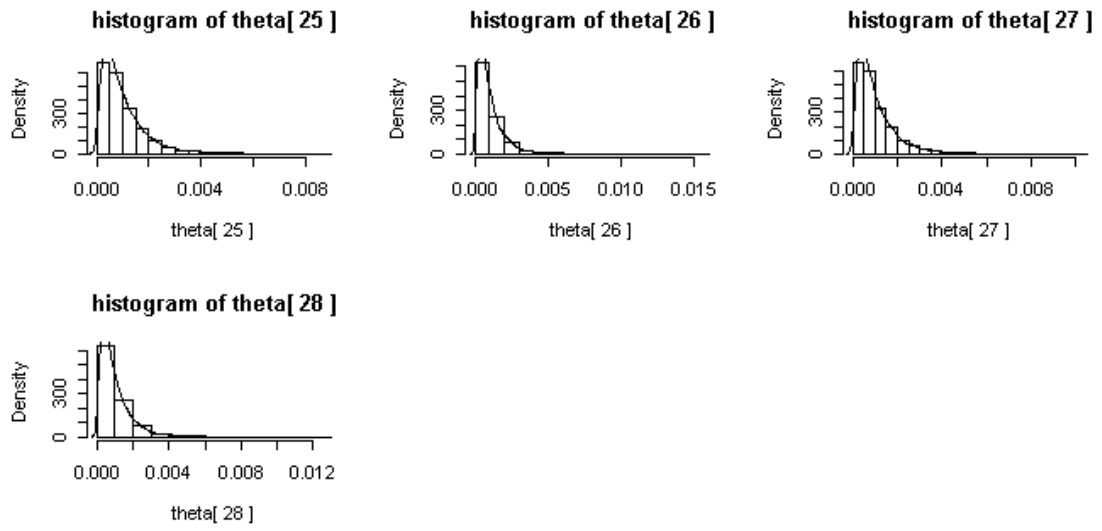 histogram of theta[ 25 ]
Density
300
0
0.000 0.004 0.008
theta[ 25 ]
histogram of theta[ 26 ]
Density
300
0
0.000 0.005 0.010 0.015
theta[ 26 ]
histogram of theta[ 27 ]
Density
300
0
0.000 0.004 0.008
theta[ 27 ]
histogram of theta[ 28 ]
Density
300
0
0.000 0.004 0.012
theta[ 28 ]